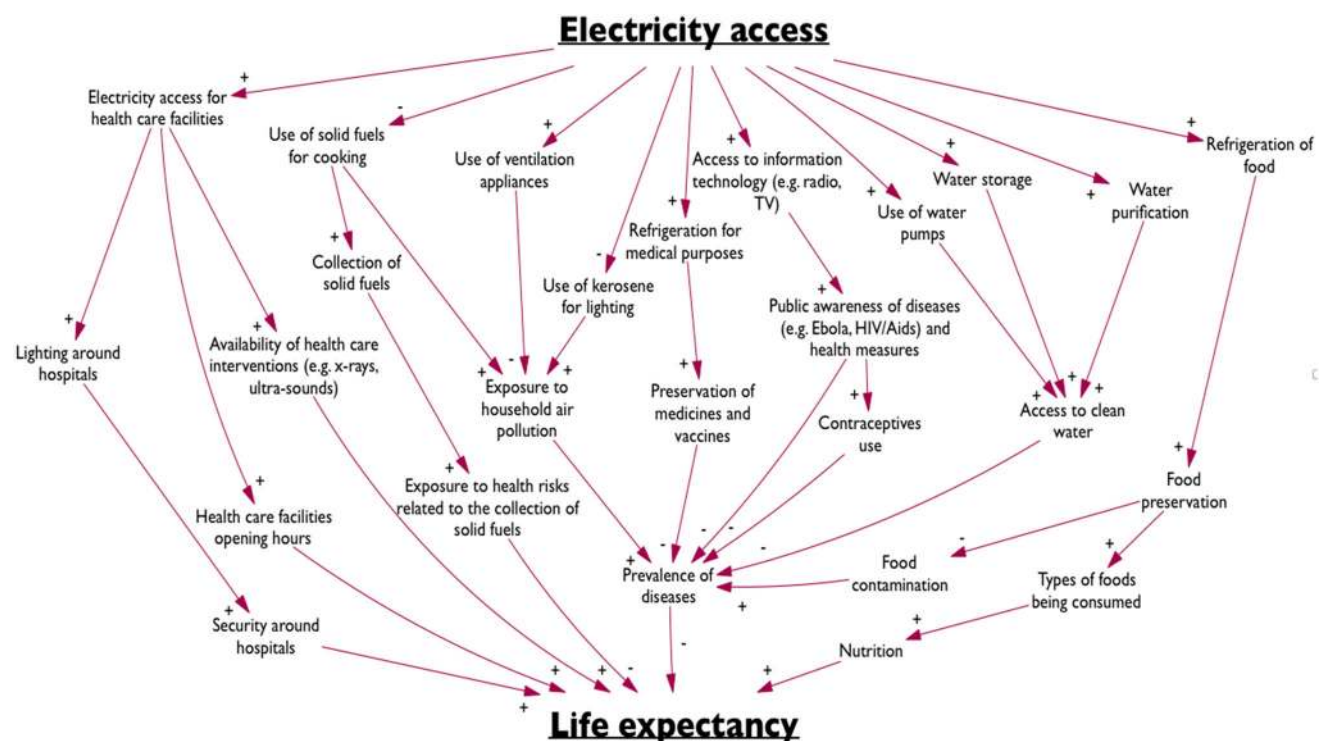 Electricity access
Electricity access for
health care facilities
Use of solid fuels
for cooking
Use of ventilation
appliances
Access to information
technology (e.g. radio,
TV)
Water storage
Water
purification
Refrigeration of
food
Use of water
pumps
Refrigeration for
medical purposes
Collection of
solid fuels
Use of kerosene
for lighting
Public awareness of diseases
(e.g. Ebola, HIV/Aids) and
health measures
Lighting around
hospitals
Availability of health care
interventions (e.g. x-rays,
ultra-sounds)
Exposure to
household air
pollution
Preservation of
medicines and
vaccines
Contraceptives
use
Access to clean
water
Exposure to health risks
related to the collection of
solid fuels
Food
preservation
Health care facilities
opening hours
Prevalence of
diseases
Food
contamination
Types of foods
being consumed
Security around
hospitals
Nutrition
Life expectancy